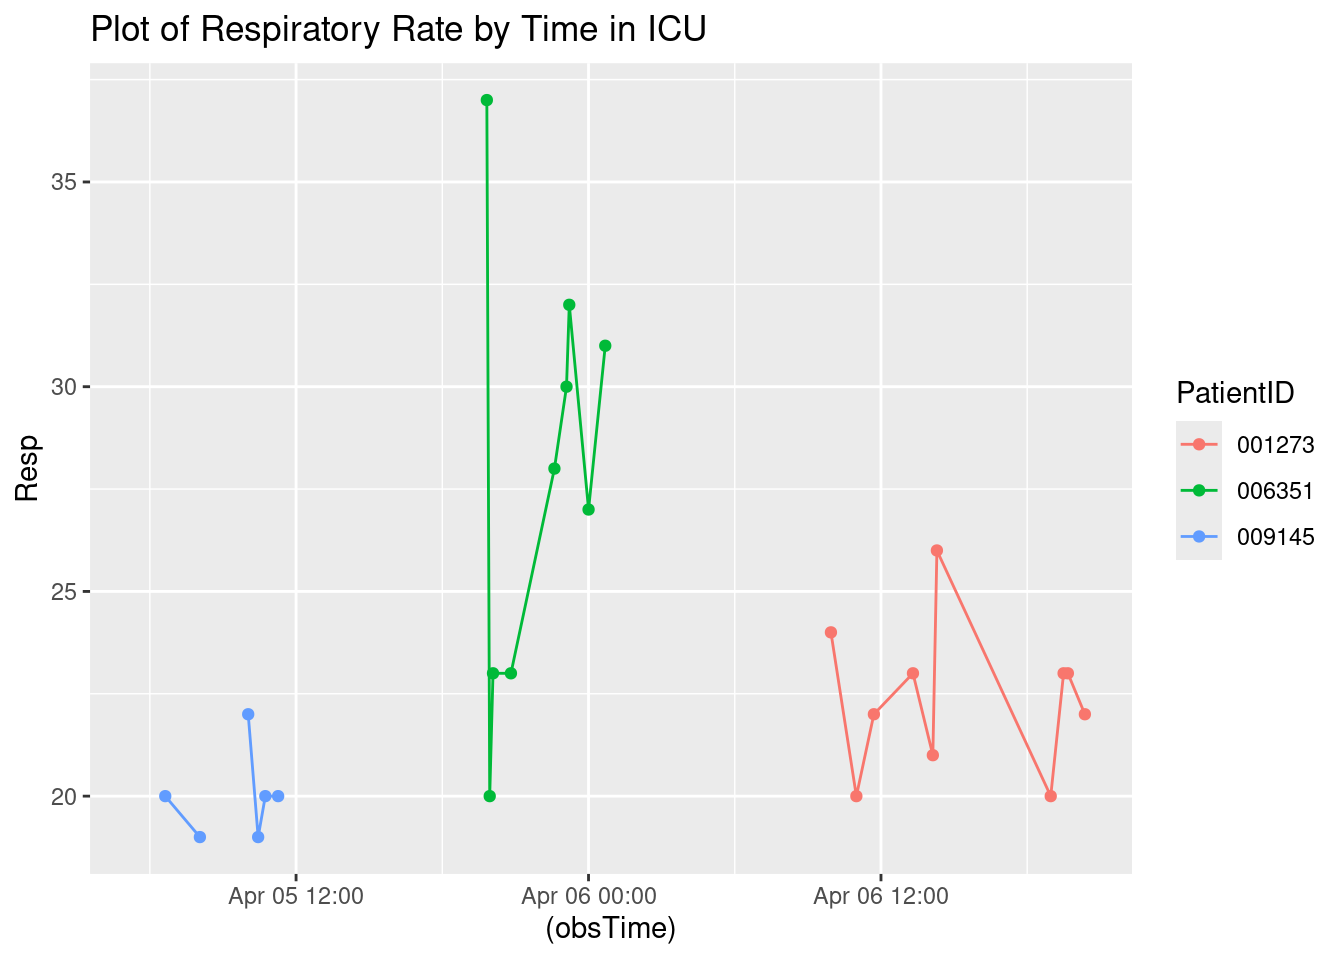 Plot of Respiratory Rate by Time in ICU
35
30
25
20
Resp
Apr 05 12:00
Apr 06 00:00
Apr 06 12:00
(obsTime)
PatientID
001273
006351
009145